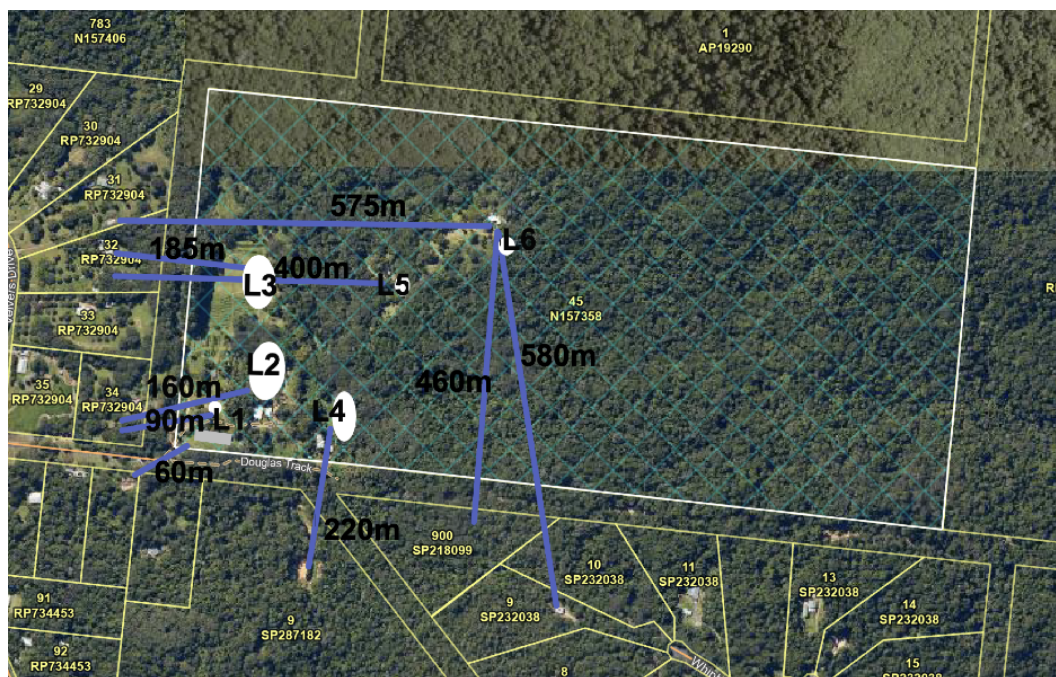 783
N157406
1
AP19290
29
RP732904
30
RP732904
31
RP732904
575m
32
RP732904
185m
L6
400m
L3
L5
45
N157358
33
RP732904
L2
580m
460m
35
RP732904
34
RP732904
160m
90m
L1
L4
Douglas Track
60m
220m
900
SP218099
10
SP232038
11
SP232038
13
SP232038
91
RP734453
9
SP287182
9
SP232038
14
SP232038
92
RP734453
8
15
SP232038